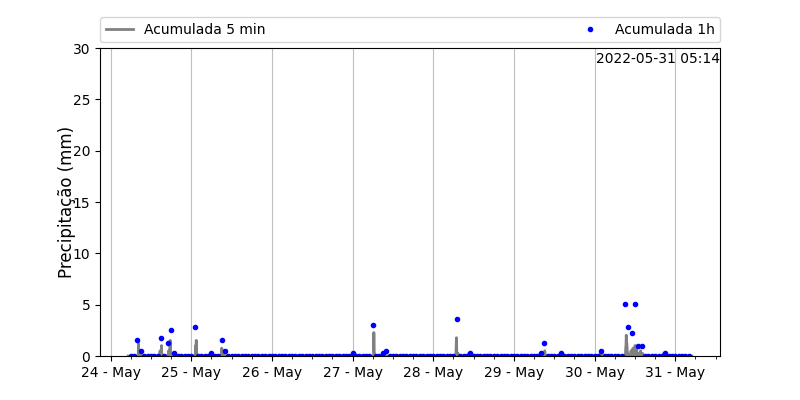 Acumulada 5 min
Acumulada 1h
2022-05-31 05:14
Precipitação (mm)
30
25
20
15
10
5
0
24 - May 25 - May 26 - May 27 - May 28 - May 29 - May 30 - May 31 - May